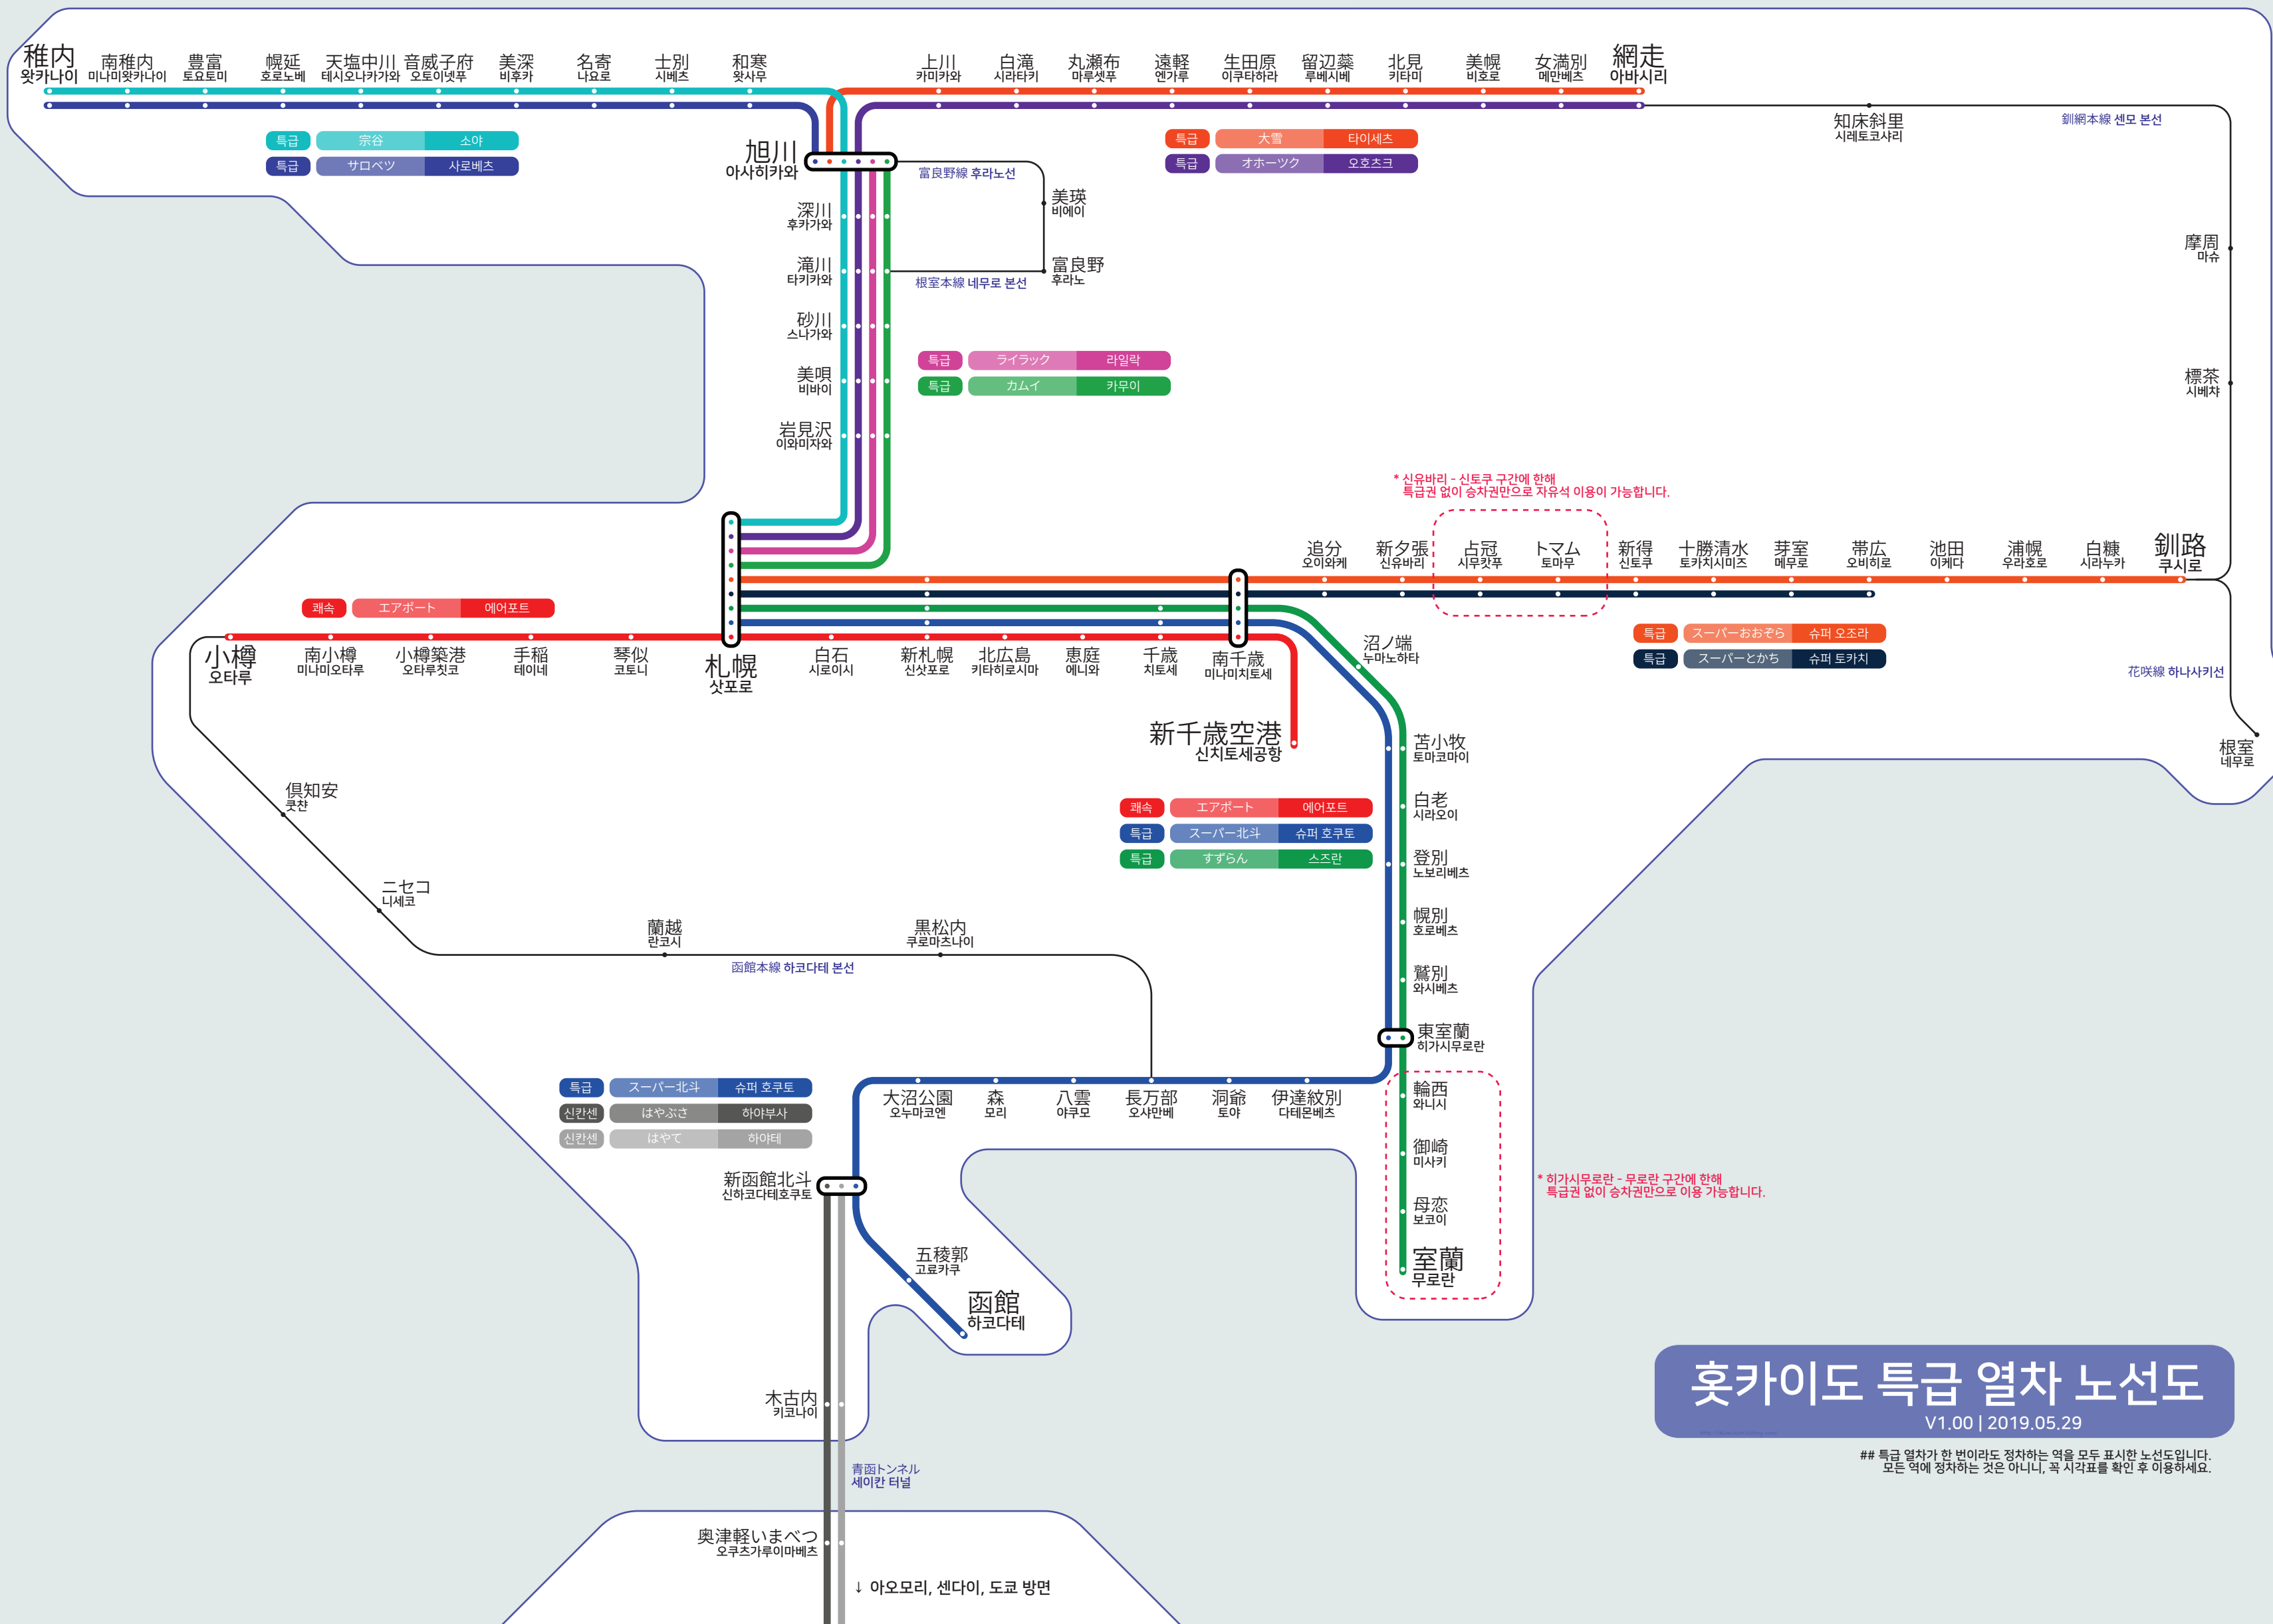 稚内
왓카나이
南稚内
미나미왓카나이
豊富
토요토미
幌延
호로노베
天塩中川
테시오나카가와
音威子府
오토이넷푸
美深
비후카
名寄
나요로
士別
시베츠
和寒
왓사무
上川
카미카와
白滝
시라타키
丸瀬布
마루셋푸
遠軽
엔가루
生田原
이쿠타하라
留辺蘂
루베시베
北見
키타미
美幌
비호로
女満別
메만베츠
網走
아바시리
特급 宗谷 소야
특급 サロベツ 사로베츠
특급 大雪 타이세츠
특급 オホーツク 오호츠크
知床斜里
시레토코샤리
釧網本線 센모 본선
旭川
아사히카와
富良野線 후라노선
美瑛
비에이
深川
후카가와
滝川
타키카와
富良野
후라노
根室本線 네무로 본선
摩周
마슈
砂川
스나가와
특급 ライラック 라일락
특급 カムイ 카무이
美唄
비바이
標茶
시베챠
岩見沢
이와미자와
* 신유바리 - 신토쿠 구간에 한해
특급권 없이 승차권만으로 자유석 이용이 가능합니다.
追分
오이와케
新夕張
신유바리
占冠
시무캇푸
トマム
토마무
新得
신토쿠
十勝清水
토카치시미즈
芽室
메무로
帯広
오비히로
池田
이케다
浦幌
우라호로
白糠
시라누카
釧路
쿠시로
쾌속 エアポート 에어포트
小樽
오타루
南小樽
미나미오타루
小樽築港
오타루칫코
手稲
테이네
琴似
코토니
札幌
삿포로
白石
시로이시
新札幌
신삿포로
北広島
키타히로시마
恵庭
에니와
千歳
치토세
南千歳
미나미치토세
沼ノ端
누마노하타
특급 スーパーおおぞら 슈퍼 오조라
특급 スーパーとかち 슈퍼 토카치
花咲線 하나사키선
新千歳空港
신치토세공항
苫小牧
토마코마이
根室
네무로
倶知安
쿳챤
쾌속 エアポート 에어포트
특급 スーパー北斗 슈퍼 호쿠토
특급 すずらん 스즈란
白老
시라오이
登別
노보리베츠
ニセコ
니세코
蘭越
란코시
黒松内
쿠로마츠나이
函館本線 하코다테 본선
幌別
호로베츠
鷲別
와시베츠
東室蘭
히가시무로란
특급 スーパー北斗 슈퍼 호쿠토
신칸센 はやぶさ 하야부사
신칸센 はやて 하야테
大沼公園
오누마코엔
森
모리
八雲
야쿠모
長万部
오샤만베
洞爺
토야
伊達紋別
다테몬베츠
輪西
와니시
御崎
미사키
母恋
보코이
室蘭
무로란
* 히가시무로란 - 무로란 구간에 한해
특급권 없이 승차권만으로 이용 가능합니다.
新函館北斗
신하코다테호쿠토
五稜郭
고료카쿠
函館
하코다테
木古内
키코나이
青函トンネル
세이칸 터널
奥津軽いまべつ
오쿠츠가루이마베츠
↓ 아오모리, 센다이, 도쿄 방면
홋카이도 특급 열차 노선도
V1.00 | 2019.05.29
## 특급 열차가 한 번이라도 정차하는 역을 모두 표시한 노선도입니다.
모든 역에 정차하는 것은 아니니, 꼭 시각표를 확인 후 이용하세요.